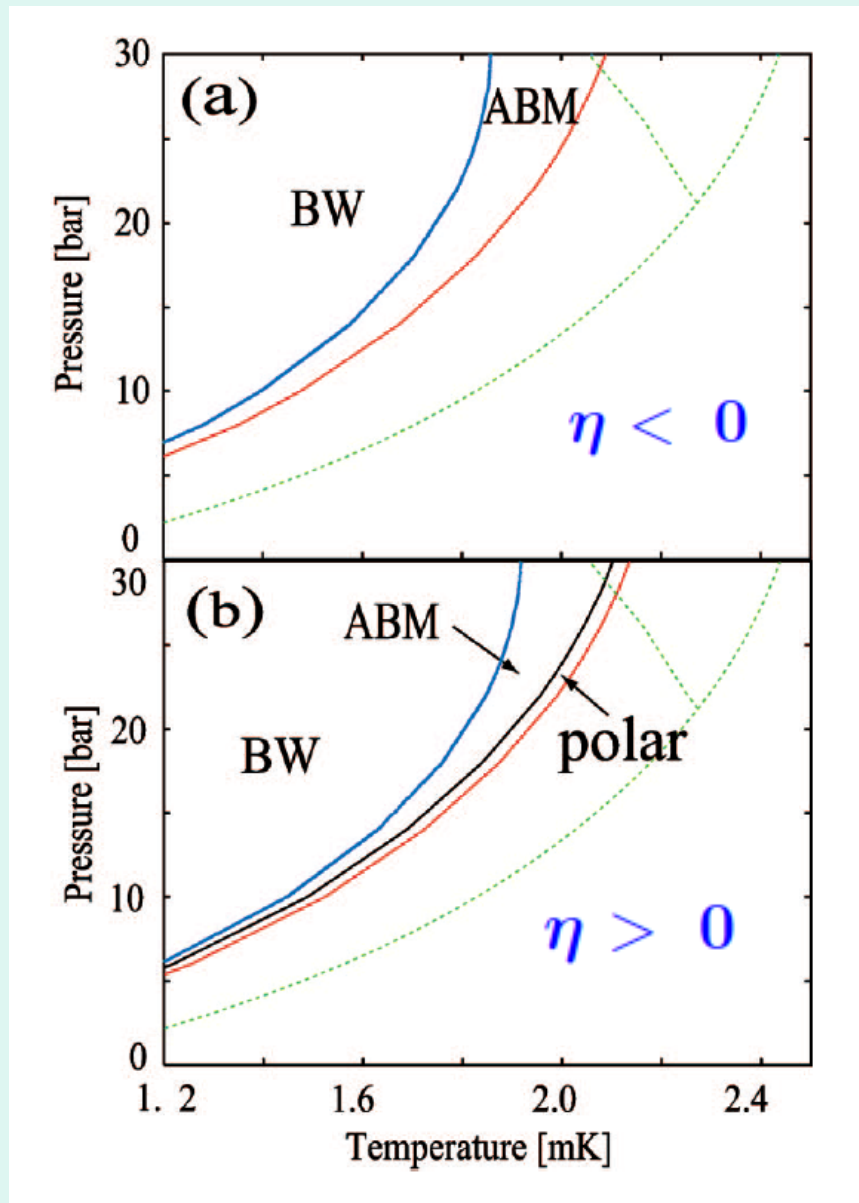 30
(a)
ABM
BW
20
Pressure [bar]
10
η < 0
0
30
(b)
ABM
polar
20
BW
Pressure [bar]
10
η > 0
0
1. 2 1.6 2.0 2.4
Temperature [mK]